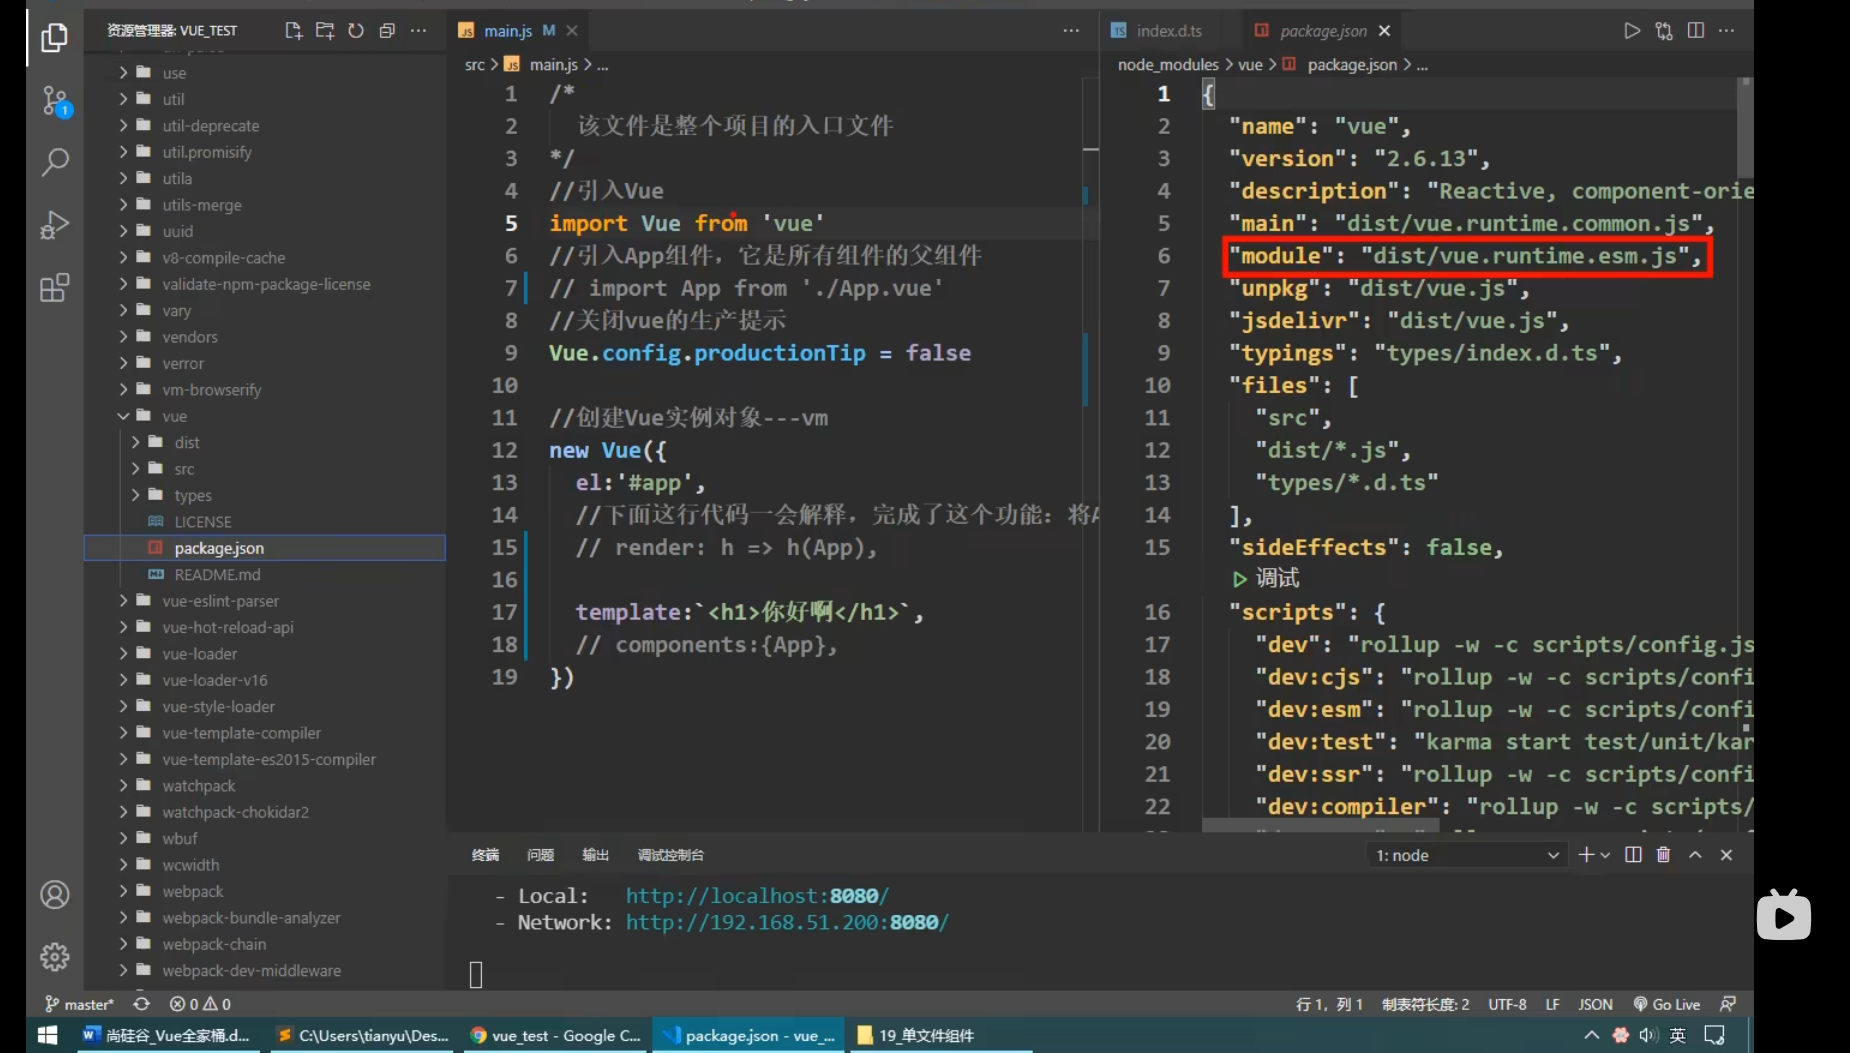 资源管理器: VUE_TEST
use
util
util-deprecate
util.promisify
utila
utils-merge
uuid
v8-compile-cache
validate-npm-package-license
vary
vendors
verror
vm-browserify
vue
dist
src
types
LICENSE
package.json
README.md
vue-eslint-parser
vue-hot-reload-api
vue-loader
vue-loader-v16
vue-style-loader
vue-template-compiler
vue-template-es2015-compiler
watchpack
watchpack-chokidar2
wbuf
wcwidth
webpack
webpack-bundle-analyzer
webpack-chain
webpack-dev-middleware
1
main.js M
src > main.js > ...
1 /*
2 该文件是整个项目的入口文件
3 */
4 //引入Vue
5 import Vue from 'vue'
6 //引入App组件，它是所有组件的父组件
7 // import App from './App.vue'
8 //关闭vue的生产提示
9 Vue.config.productionTip = false
10
11 //创建Vue实例对象---vm
12 new Vue({
13 el:'#app',
14 //下面这行代码一会解释，完成了这个功能：将
15 // render: h => h(App),
16
17 template:`<h1>你好啊</h1>`,
18 // components:{App},
19 })
index.d.ts package.json
node_modules > vue > package.json > ...
1 {
2 "name": "vue",
3 "version": "2.6.13",
4 "description": "Reactive, component-orie
5 "main": "dist/vue.runtime.common.js",
6 "module": "dist/vue.runtime.esm.js",
7 "unpkg": "dist/vue.js",
8 "jsdelivr": "dist/vue.js",
9 "typings": "types/index.d.ts",
10 "files": [
11 "src",
12 "dist/*.js",
13 "types/*.d.ts"
14 ],
15 "sideEffects": false,
调试
16 "scripts": {
17 "dev": "rollup -w -c scripts/config.js
18 "dev:cjs": "rollup -w -c scripts/confi
19 "dev:esm": "rollup -w -c scripts/confi
20 "dev:test": "karma start test/unit/kar
21 "dev:ssr": "rollup -w -c scripts/confi
22 "dev:compiler": "rollup -w -c scripts/
终端 问题 输出 调试控制台 1: node
- Local: http://localhost:8080/
- Network: http://192.168.51.200:8080/
master* 0 0 行 1，列 1 制表符长度: 2 UTF-8 LF JSON Go Live
尚硅谷_Vue全家桶.d... C:\Users\tianyu\Des... vue_test - Google C... package.json - vue_... 19_单文件组件 英